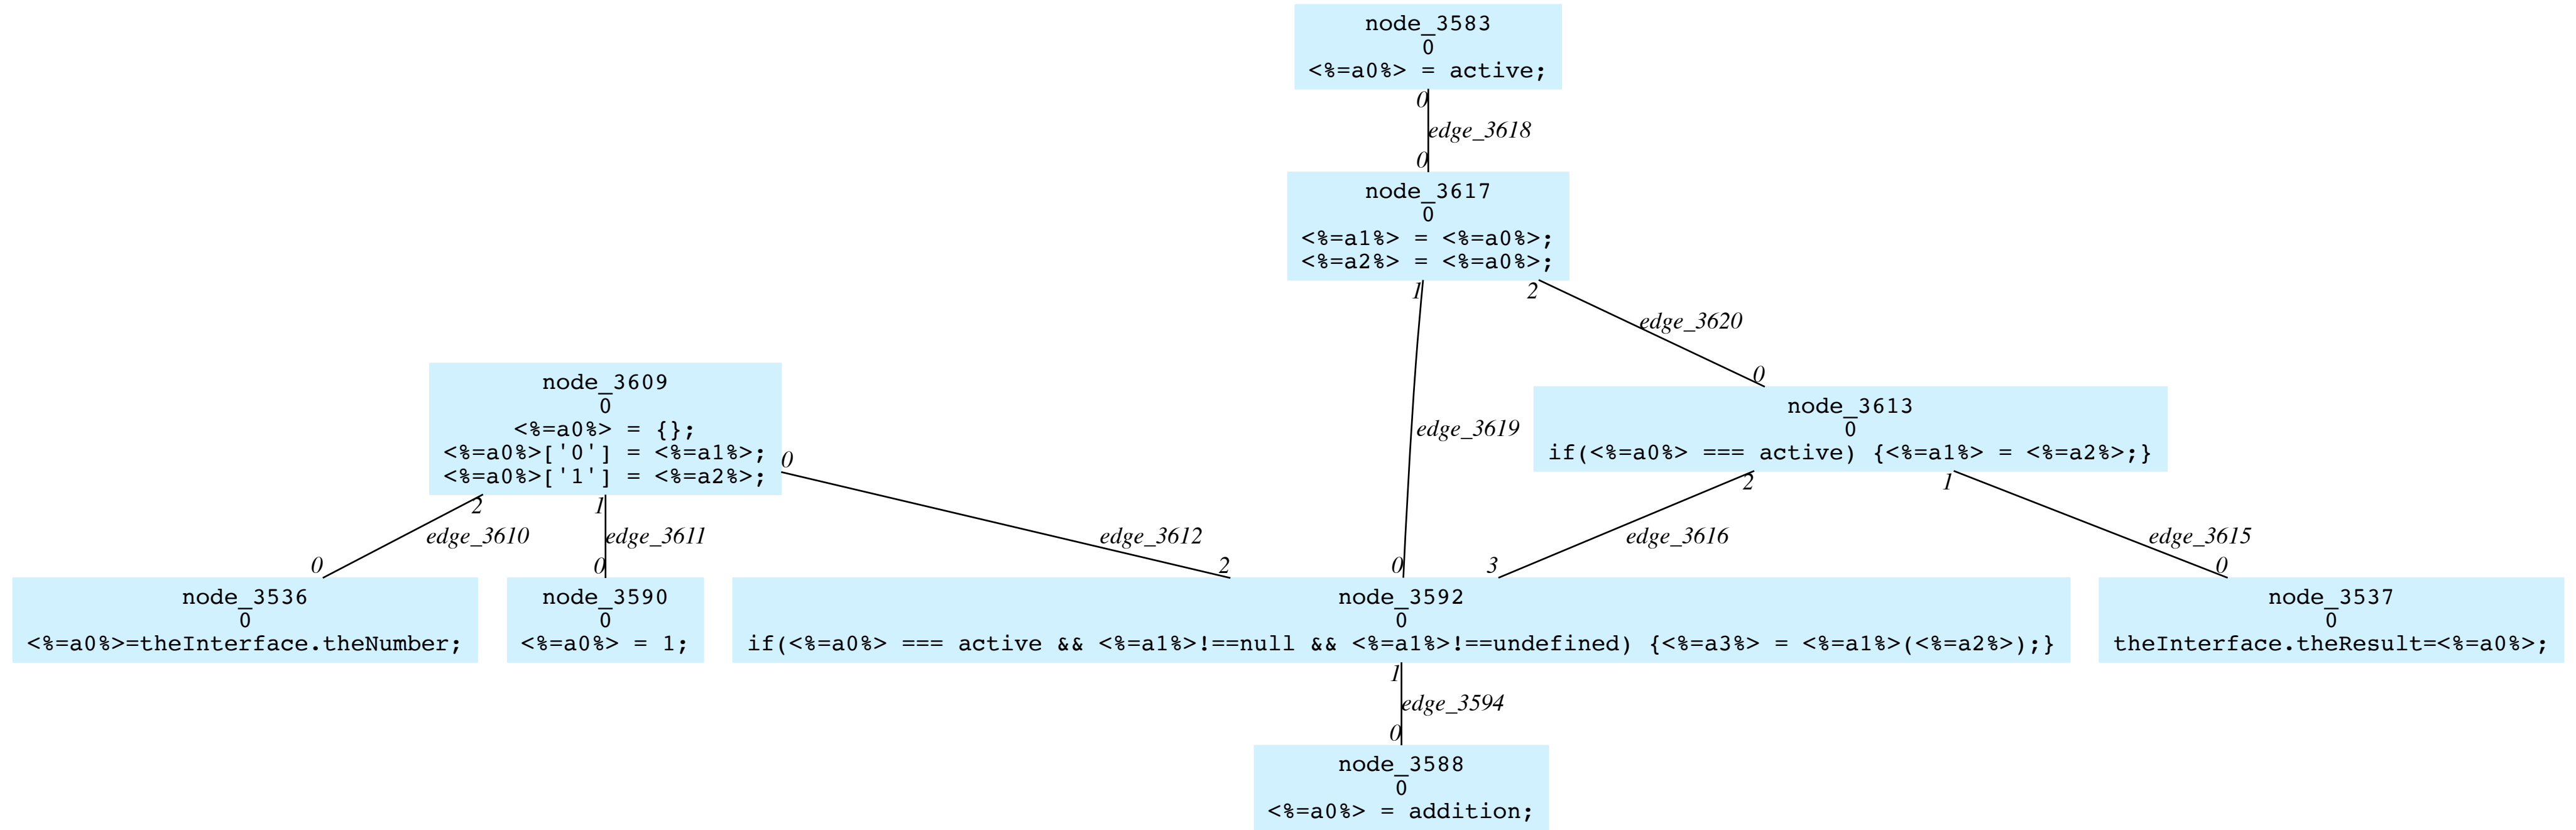 node_3583
0
<%=a0%> = active;
0
edge_3618
0
node_3617
0
<%=a1%> = <%=a0%>;
<%=a2%> = <%=a0%>;
1
2
edge_3620
0
edge_3619
node_3609
0
<%=a0%> = {};
<%=a0%>['0'] = <%=a1%>;
<%=a0%>['1'] = <%=a2%>;
0
node_3613
0
if(<%=a0%> === active) {<%=a1%> = <%=a2%>;}
2
1
2
1
edge_3610
edge_3611
edge_3612
edge_3616
edge_3615
0
0
2
0
3
0
node_3536
0
<%=a0%>=theInterface.theNumber;
node_3590
0
<%=a0%> = 1;
node_3592
0
if(<%=a0%> === active && <%=a1%>!==null && <%=a1%>!==undefined) {<%=a3%> = <%=a1%>(<%=a2%>);}
node_3537
0
theInterface.theResult=<%=a0%>;
1
edge_3594
0
node_3588
0
<%=a0%> = addition;